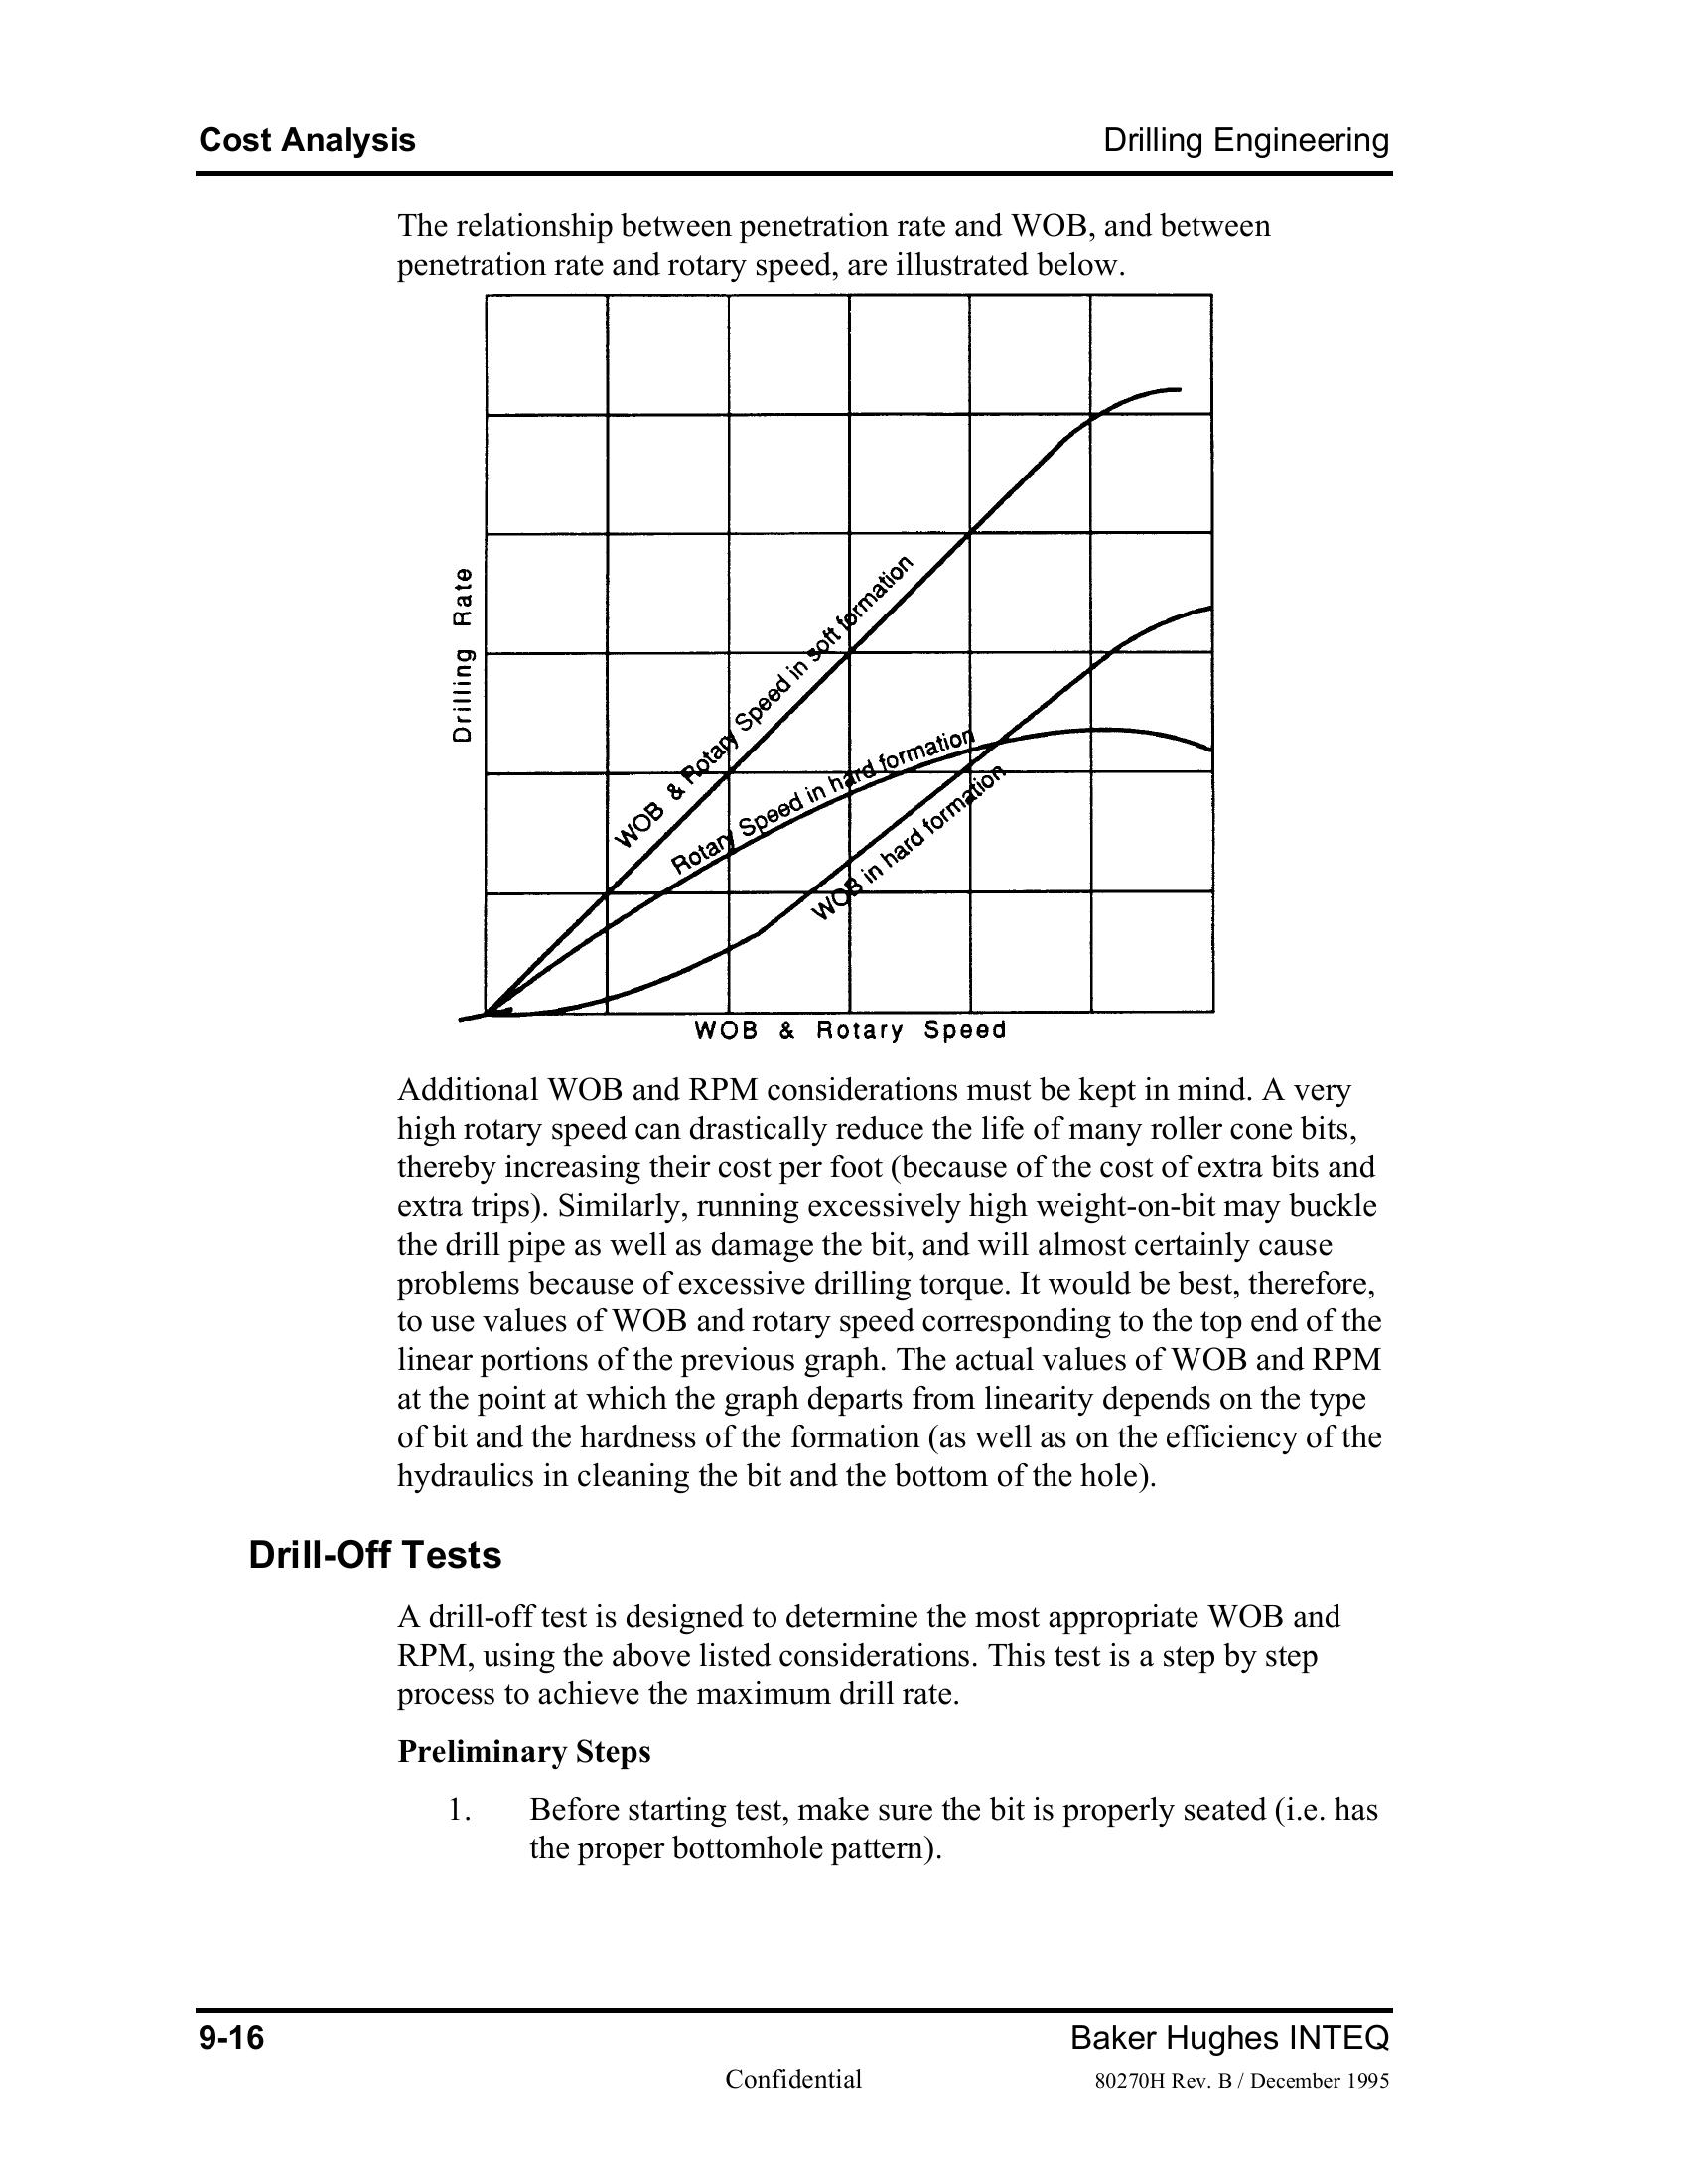 Cost Analysis
Drilling Engineering
The relationship between penetration rate and WOB, and between
penetration rate and rotary speed, are illustrated below.
Drilling Rate
WOB & Rotary Speed in soft formation
Rotary Speed in hard formation
WOB in hard formation
WOB & Rotary Speed
Additional WOB and RPM considerations must be kept in mind. A very
high rotary speed can drastically reduce the life of many roller cone bits,
thereby increasing their cost per foot (because of the cost of extra bits and
extra trips). Similarly, running excessively high weight-on-bit may buckle
the drill pipe as well as damage the bit, and will almost certainly cause
problems because of excessive drilling torque. It would be best, therefore,
to use values of WOB and rotary speed corresponding to the top end of the
linear portions of the previous graph. The actual values of WOB and RPM
at the point at which the graph departs from linearity depends on the type
of bit and the hardness of the formation (as well as on the efficiency of the
hydraulics in cleaning the bit and the bottom of the hole).
Drill-Off Tests
A drill-off test is designed to determine the most appropriate WOB and
RPM, using the above listed considerations. This test is a step by step
process to achieve the maximum drill rate.
Preliminary Steps
1. Before starting test, make sure the bit is properly seated (i.e. has
the proper bottomhole pattern).
9-16
Baker Hughes INTEQ
Confidential
80270H Rev. B / December 1995